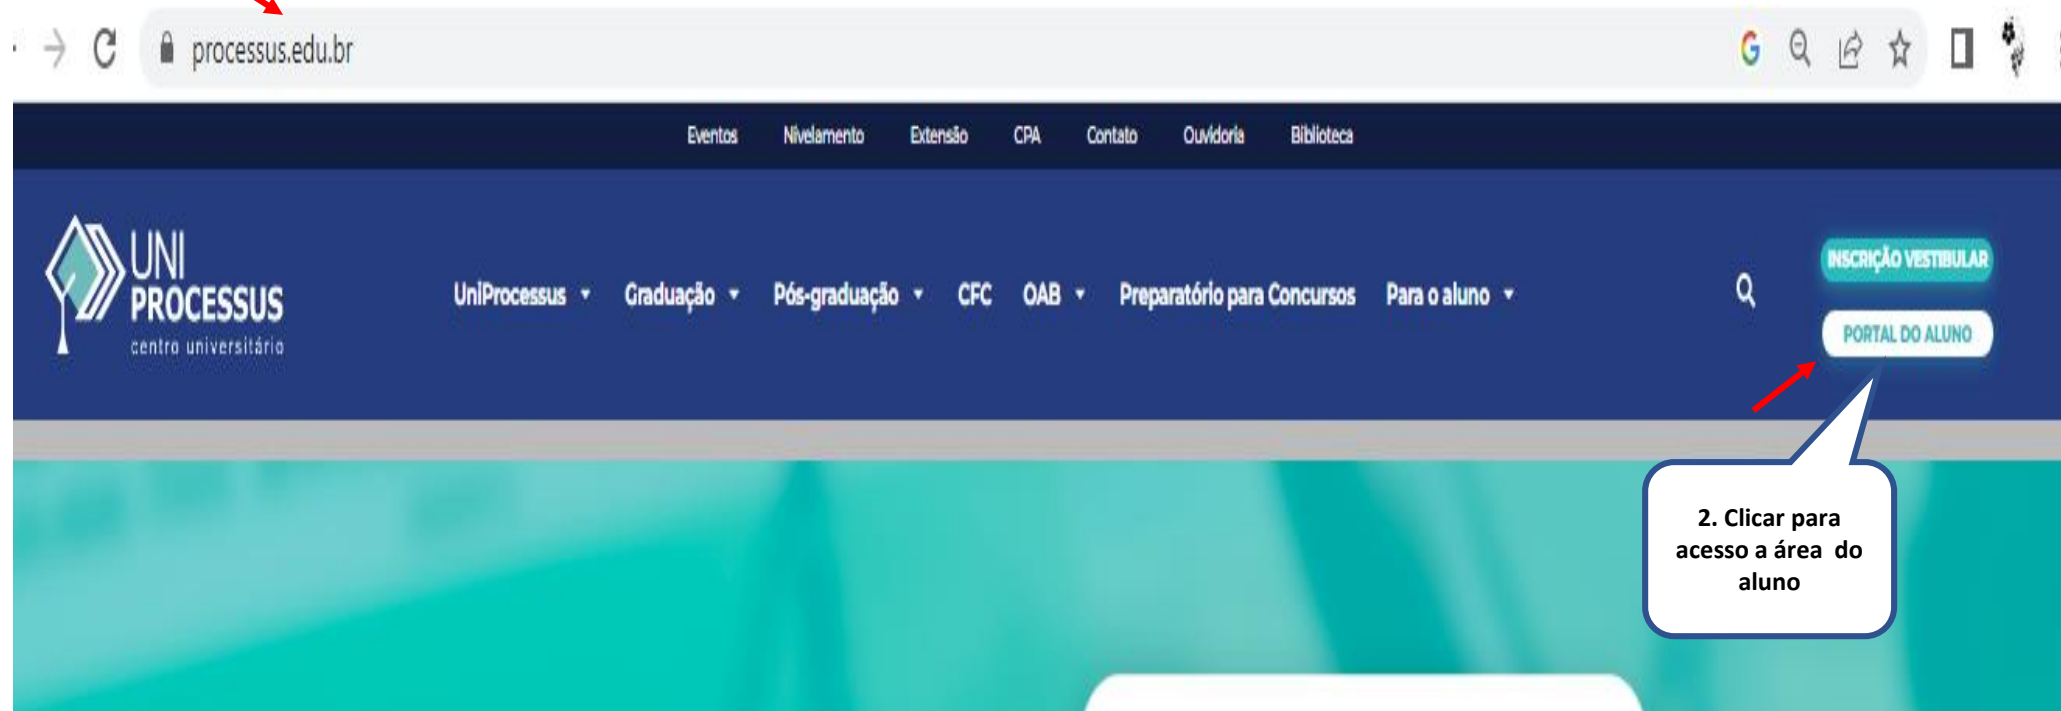 processus.edu.br
Eventos Nivelamento Extensão CPA Contato Ouvidoria Biblioteca
UNI
PROCESSUS
centro universitário
UniProcessus Graduação Pós-graduação CFC OAB Preparatório para Concursos Para o aluno
INSCRIÇÃO VESTIBULAR
PORTAL DO ALUNO
2. Clicar para
acesso a área do
aluno